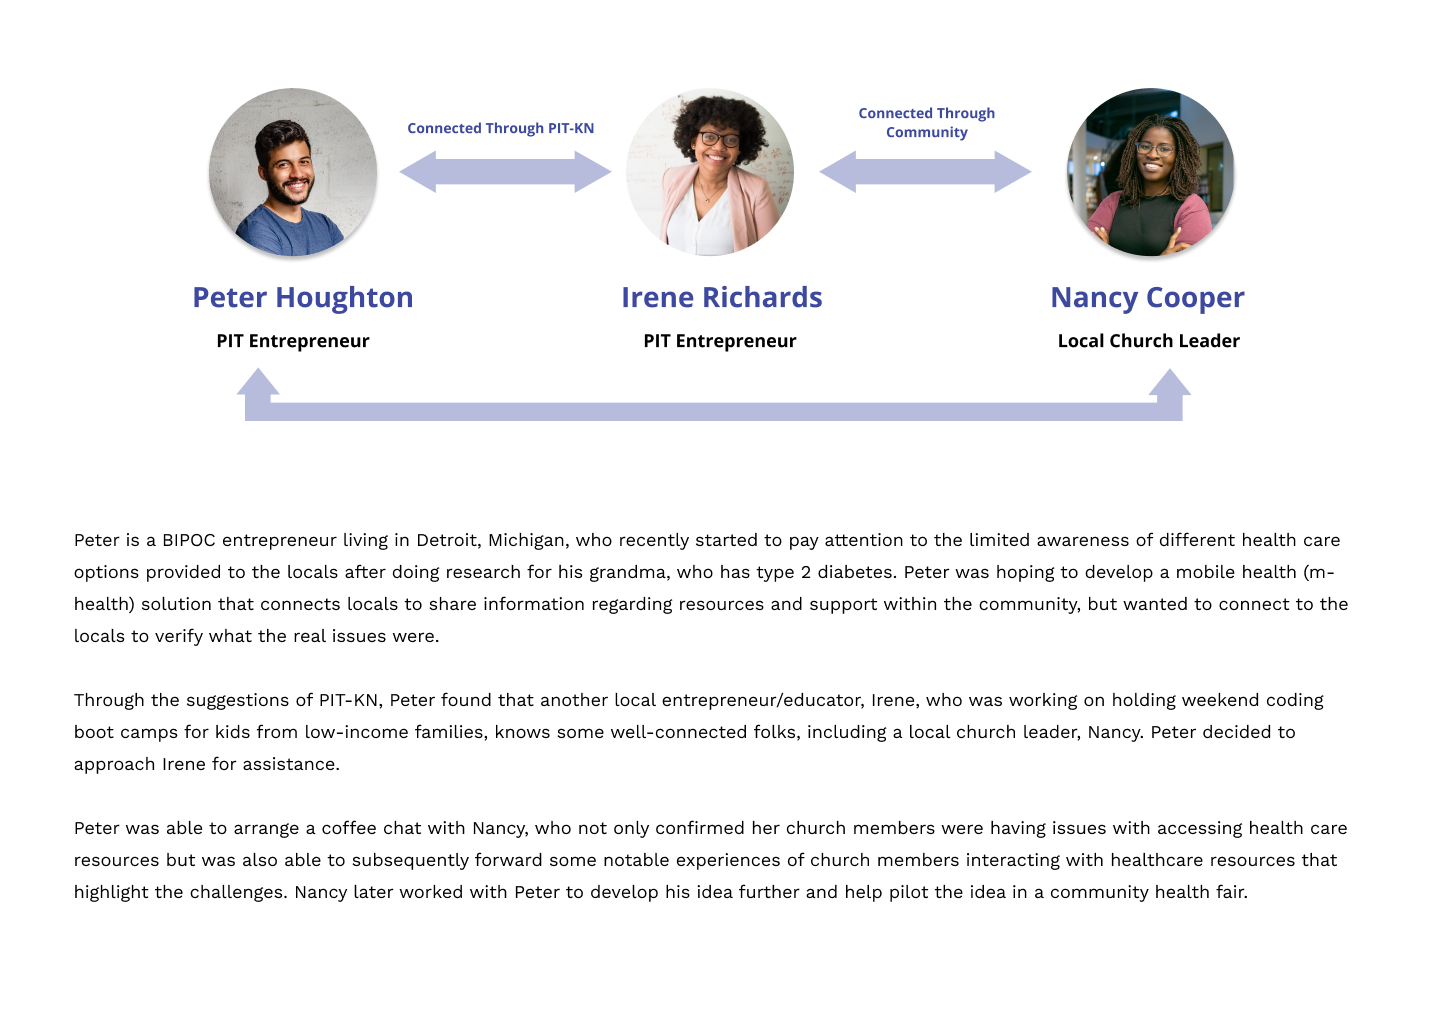 Connected Through PIT-KN
Connected Through
Community
Peter Houghton
Irene Richards
Nancy Cooper
PIT Entrepreneur
PIT Entrepreneur
Local Church Leader
Peter is a BIPOC entrepreneur living in Detroit, Michigan, who recently started to pay attention to the limited awareness of different health care
options provided to the locals after doing research for his grandma, who has type 2 diabetes. Peter was hoping to develop a mobile health (m-
health) solution that connects locals to share information regarding resources and support within the community, but wanted to connect to the
locals to verify what the real issues were.
Through the suggestions of PIT-KN, Peter found that another local entrepreneur/educator, Irene, who was working on holding weekend coding
boot camps for kids from low-income families, knows some well-connected folks, including a local church leader, Nancy. Peter decided to
approach Irene for assistance.
Peter was able to arrange a coffee chat with Nancy, who not only confirmed her church members were having issues with accessing health care
resources but was also able to subsequently forward some notable experiences of church members interacting with healthcare resources that
highlight the challenges. Nancy later worked with Peter to develop his idea further and help pilot the idea in a community health fair.